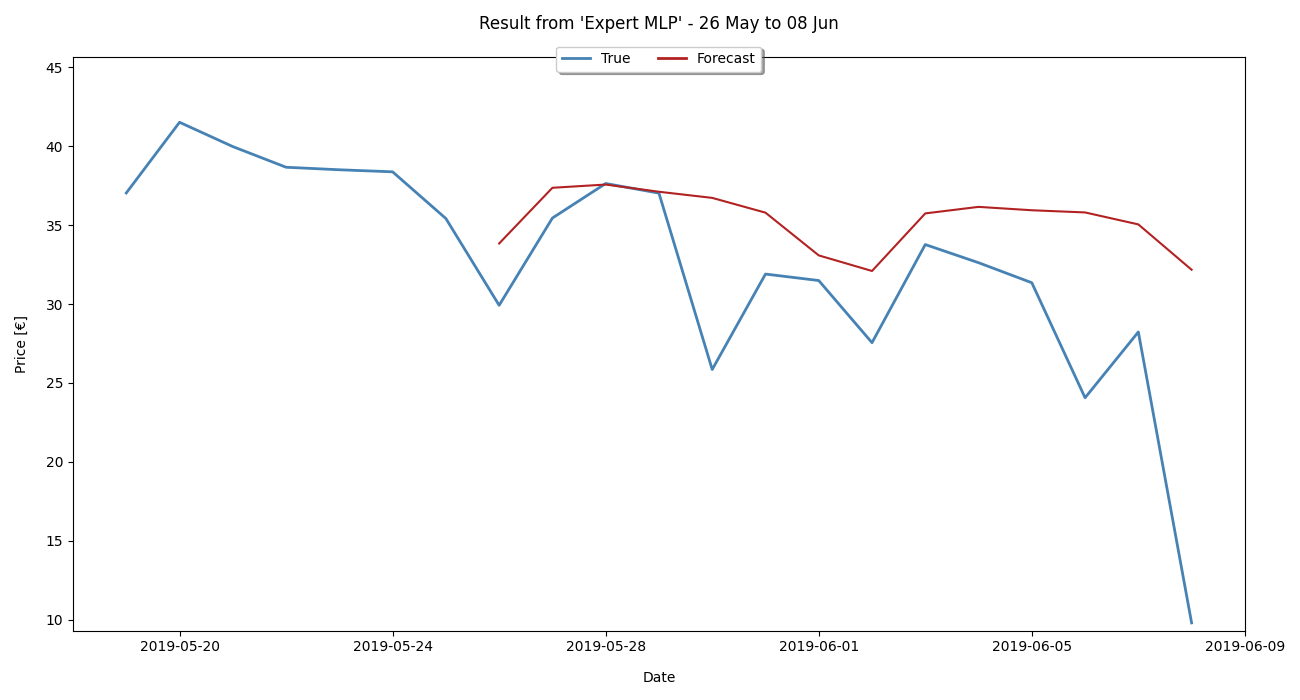 Result from 'Expert MLP' - 26 May to 08 Jun
True Forecast
45
40
35
30
25
20
15
10
Price [€]
2019-05-20 2019-05-24 2019-05-28 2019-06-01 2019-06-05 2019-06-09
Date